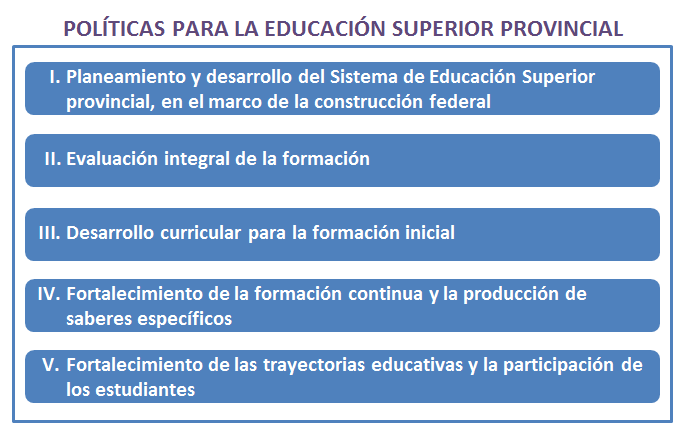 POLÍTICAS PARA LA EDUCACIÓN SUPERIOR PROVINCIAL
I. Planeamiento y desarrollo del Sistema de Educación Superior
provincial, en el marco de la construcción federal
II. Evaluación integral de la formación
III. Desarrollo curricular para la formación inicial
IV. Fortalecimiento de la formación continua y la producción de
saberes específicos
V. Fortalecimiento de las trayectorias educativas y la participación de
los estudiantes